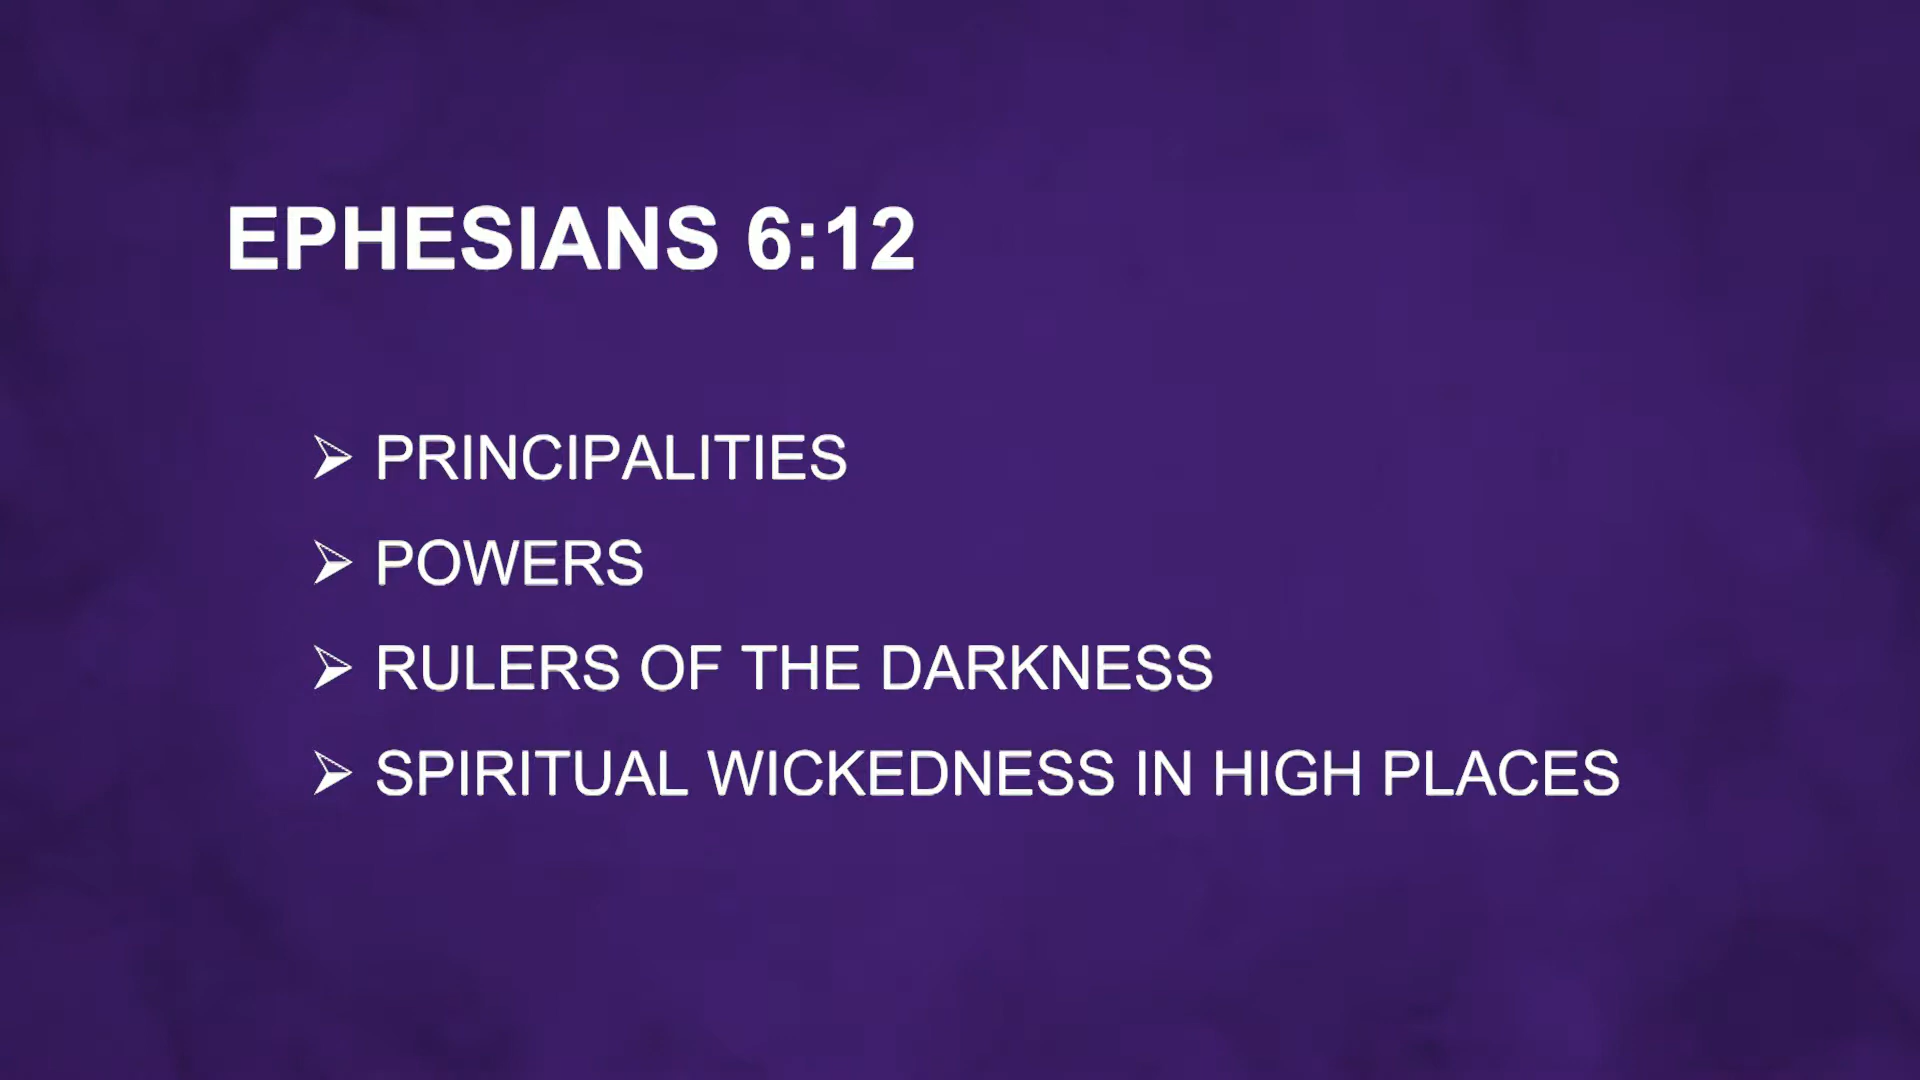 EPHESIANS 6:12
➢ PRINCIPALITIES
➢ POWERS
➢ RULERS OF THE DARKNESS
➢ SPIRITUAL WICKEDNESS IN HIGH PLACES